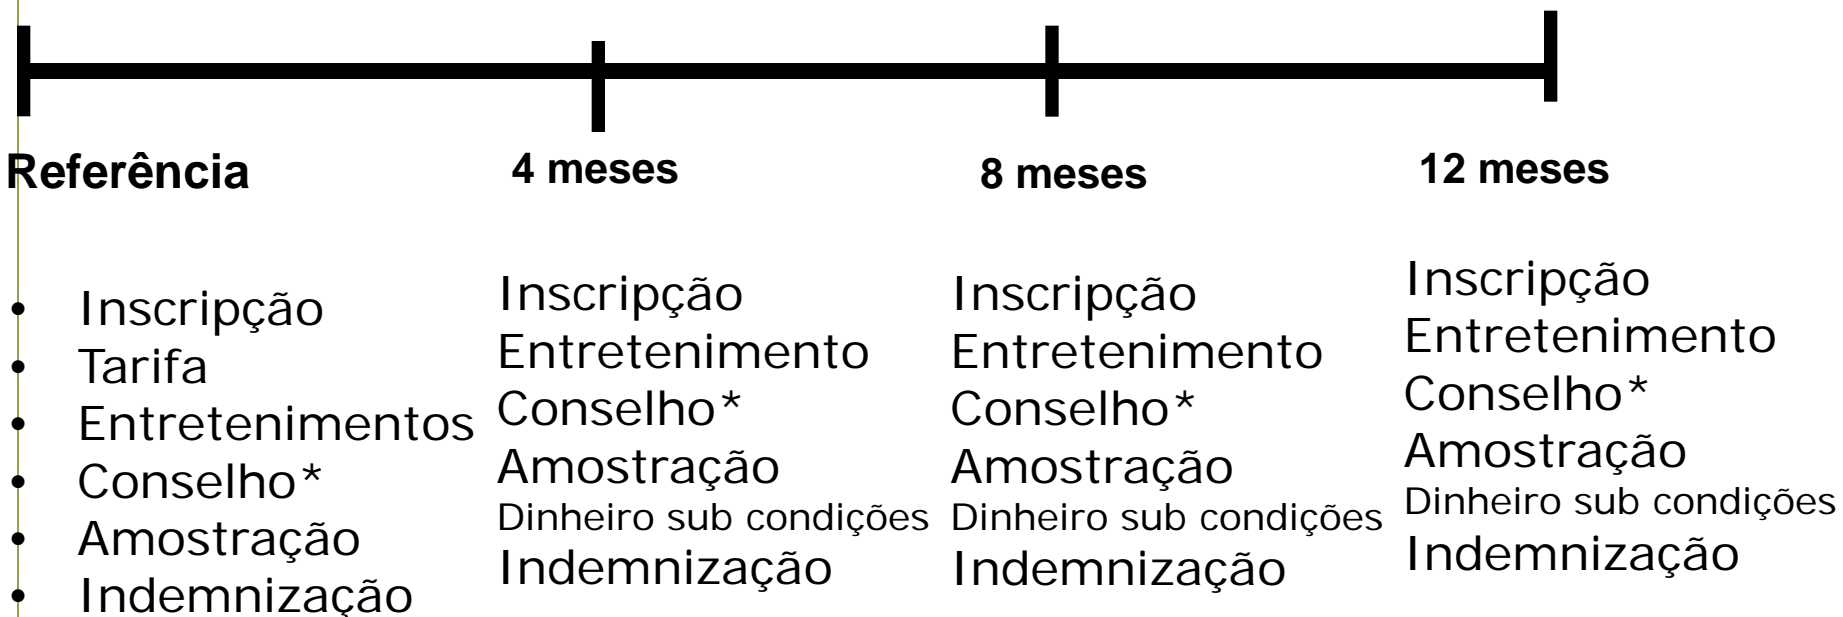 Referência
• Inscripção
• Tarifa
• Entretenimentos
• Conselho*
• Amostração
• Indemnização
4 meses
Inscripção
Entretenimento
Conselho*
Amostração
Dinheiro sub condições
Indemnização
8 meses
Inscripção
Entretenimento
Conselho*
Amostração
Dinheiro sub condições
Indemnização
12 meses
Inscripção
Entretenimento
Conselho*
Amostração
Dinheiro sub condições
Indemnização